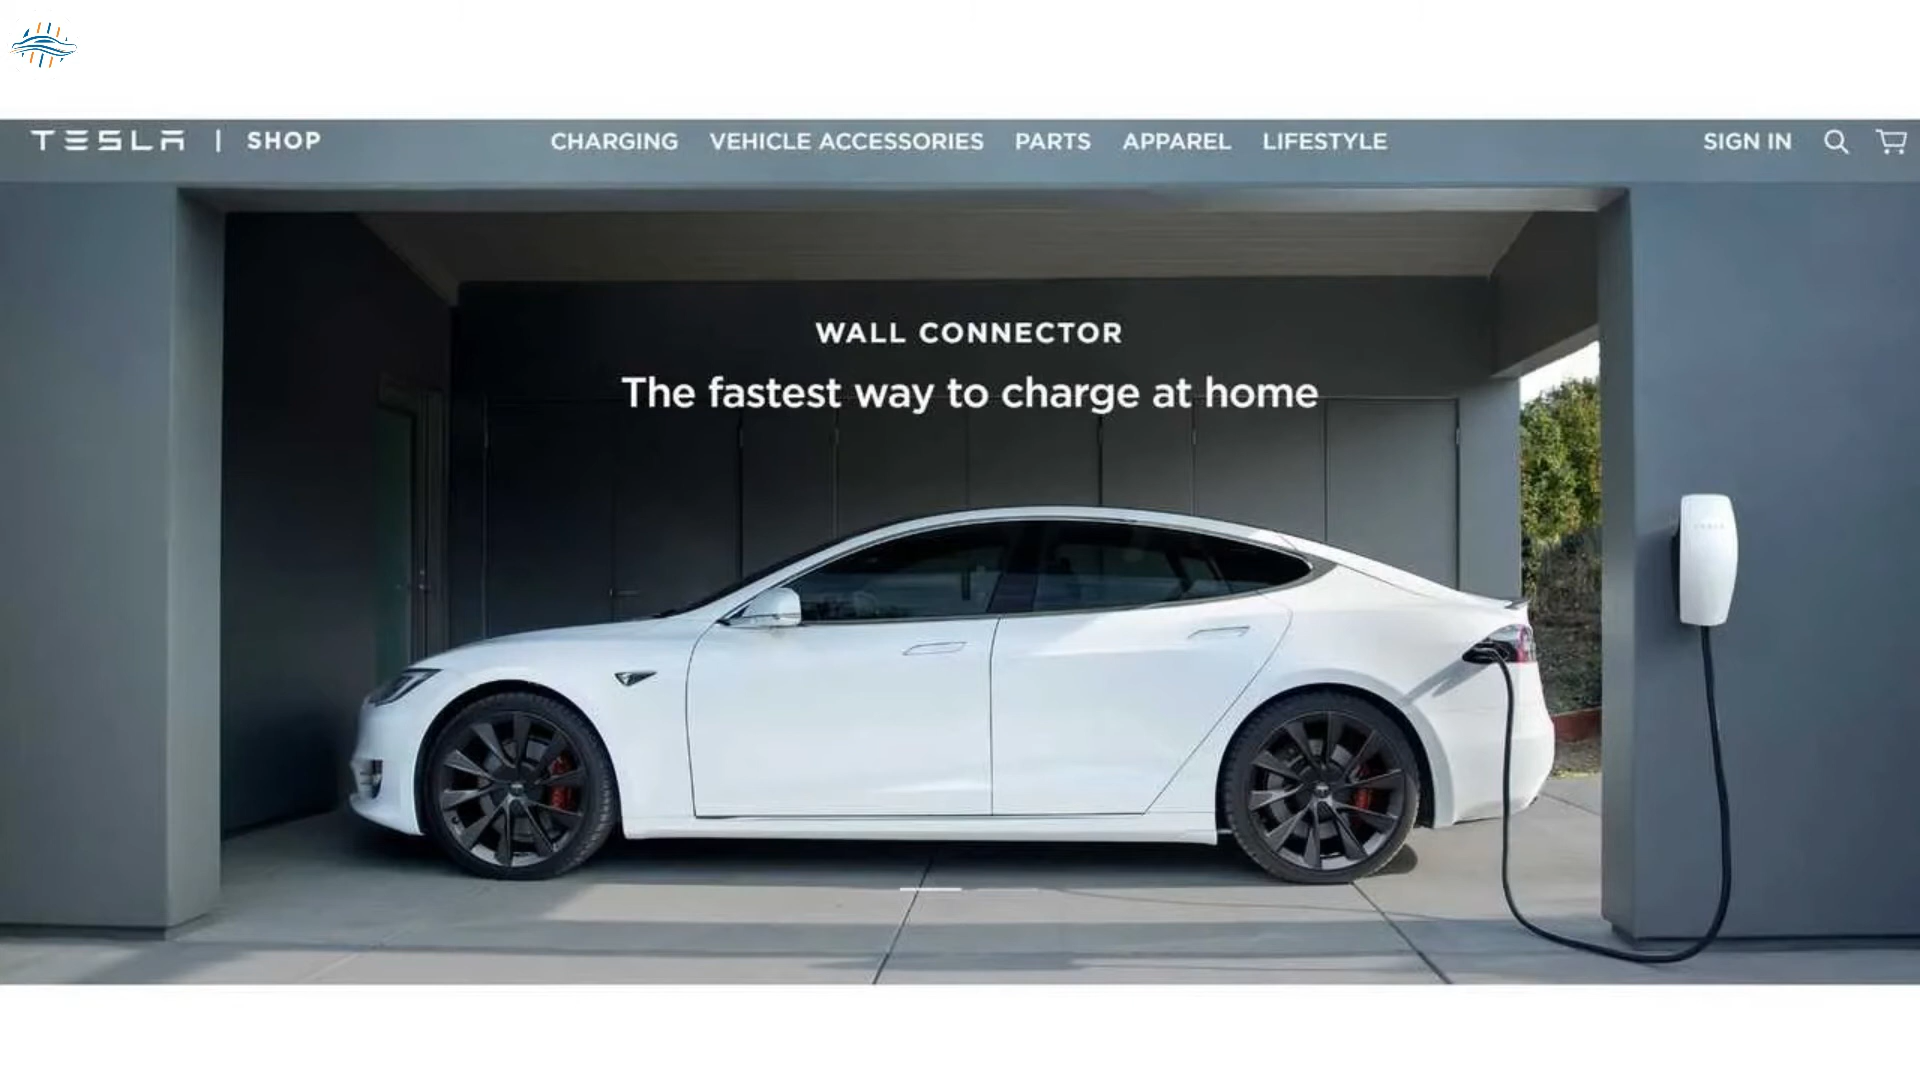 TESLA | SHOP
CHARGING VEHICLE ACCESSORIES PARTS APPAREL LIFESTYLE
SIGN IN
WALL CONNECTOR
The fastest way to charge at home